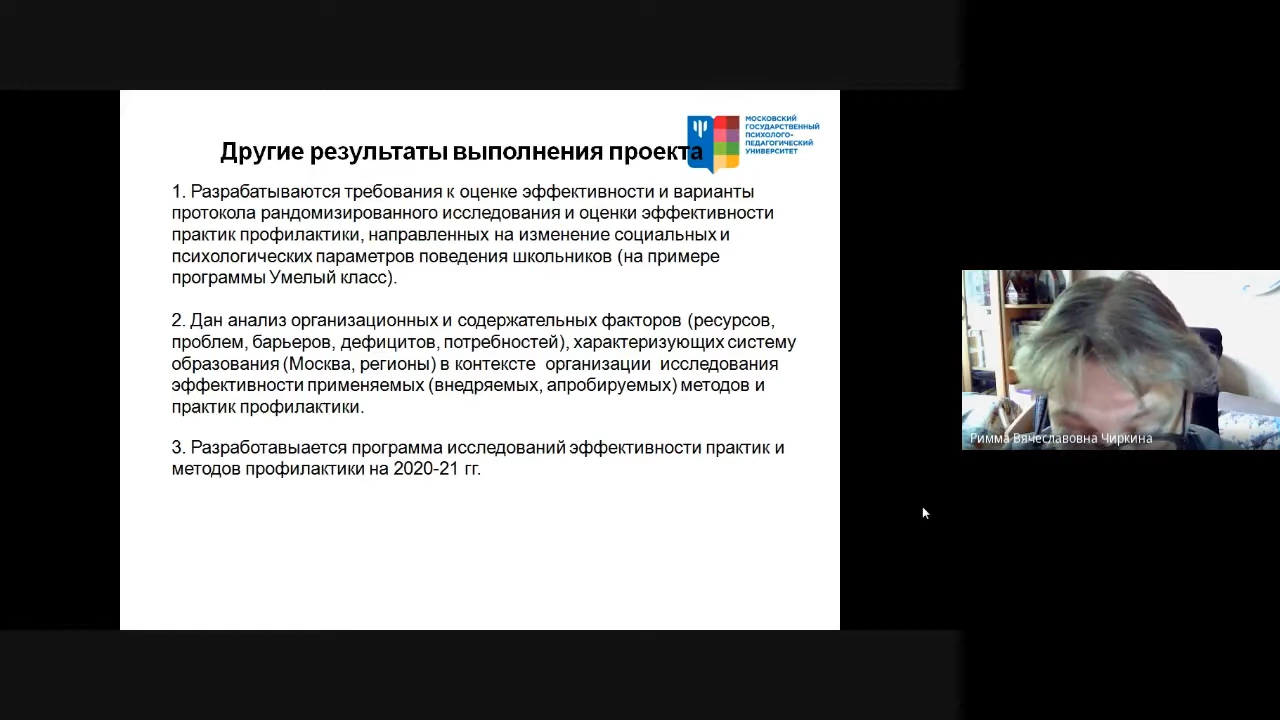 МОСКОВСКИЙ
ГОСУДАРСТВЕННЫЙ
ПСИХОЛОГО-
ПЕДАГОГИЧЕСКИЙ
УНИВЕРСИТЕТ
Другие результаты выполнения проекта
1. Разрабатываются требования к оценке эффективности и варианты
протокола рандомизированного исследования и оценки эффективности
практик профилактики, направленных на изменение социальных и
психологических параметров поведения школьников (на примере
программы Умелый класс).
2. Дан анализ организационных и содержательных факторов (ресурсов,
проблем, барьеров, дефицитов, потребностей), характеризующих систему
образования (Москва, регионы) в контексте организации исследования
эффективности применяемых (внедряемых, апробируемых) методов и
практик профилактики.
3. Разработавыается программа исследований эффективности практик и
методов профилактики на 2020-21 гг.
Римма Вячеславовна Чиркина